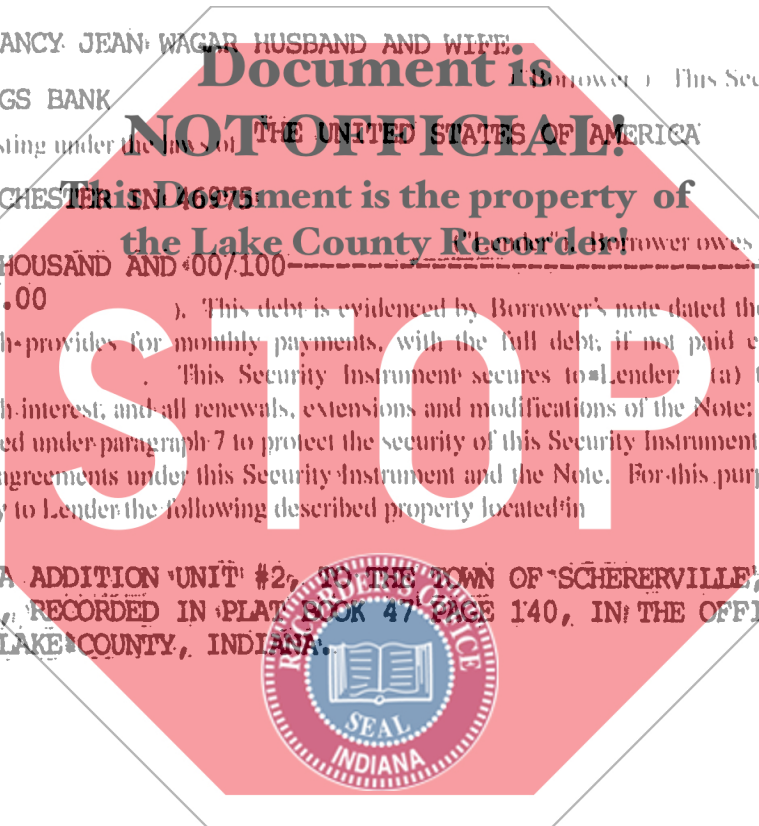 ANCY JEAN WAGAR HUSBAND AND WIFE
Document is
("Borrower"). This Sec
GS BANK
NOT OFFICIAL!
sting under the laws of THE UNITED STATES OF AMERICA
This Document is the property of
CHESTER IN 46975
the Lake County Recorder!
("Lender"). Borrower owes
HOUSAND AND 00/100
.00 ). This debt is evidenced by Borrower's note dated the
h provides for monthly payments, with the full debt, if not paid e
. This Security Instrument secures to Lender: (a) t
h interest, and all renewals, extensions and modifications of the Note;
STOP
ed under paragraph 7 to protect the security of this Security Instrument
agreements under this Security Instrument and the Note. For this purp
y to Lender the following described property located in
A ADDITION UNIT #2, TO THE TOWN OF SCHERERVILLE,
, RECORDED IN PLAT BOOK 47 PAGE 140, IN THE OFFI
LAKE COUNTY, INDIANA.
RECORDER'S OFFICE
SEAL
INDIANA